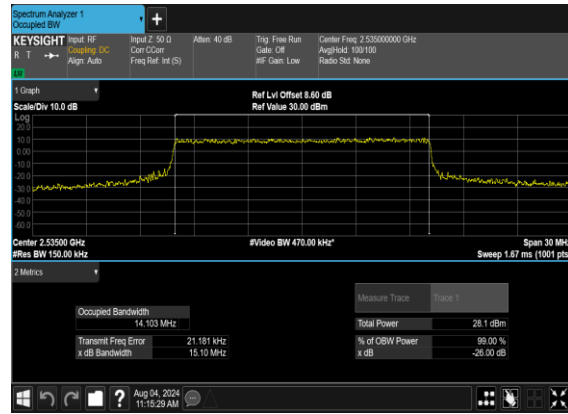 Spectrum Analyzer 1
Occupied BW
+
KEYSIGHT
R T
Input: RF
Coupling: DC
Align: Auto
Input Z: 50 Ω
Corr CCorr
Freq Ref: Int (S)
Atten: 40 dB
Trig: Free Run
Gate: Off
#IF Gain: Low
Center Freq: 2.535000000 GHz
Avg|Hold: 100/100
Radio Std: None
1 Graph
Scale/Div 10.0 dB
Ref Lvl Offset 8.60 dB
Ref Value 30.00 dBm
Log
20.0
10.0
0.00
-10.0
-20.0
-30.0
-40.0
-50.0
-60.0
Center 2.53500 GHz
#Res BW 150.00 kHz
#Video BW 470.00 kHz*
Span 30 MHz
Sweep 1.67 ms (1001 pts
2 Metrics
Measure Trace Trace 1
Occupied Bandwidth
14.103 MHz
Total Power 28.1 dBm
Transmit Freq Error 21.181 kHz
% of OBW Power 99.00 %
x dB Bandwidth 15.10 MHz
x dB -26.00 dB
?
Aug 04, 2024
11:15:29 AM